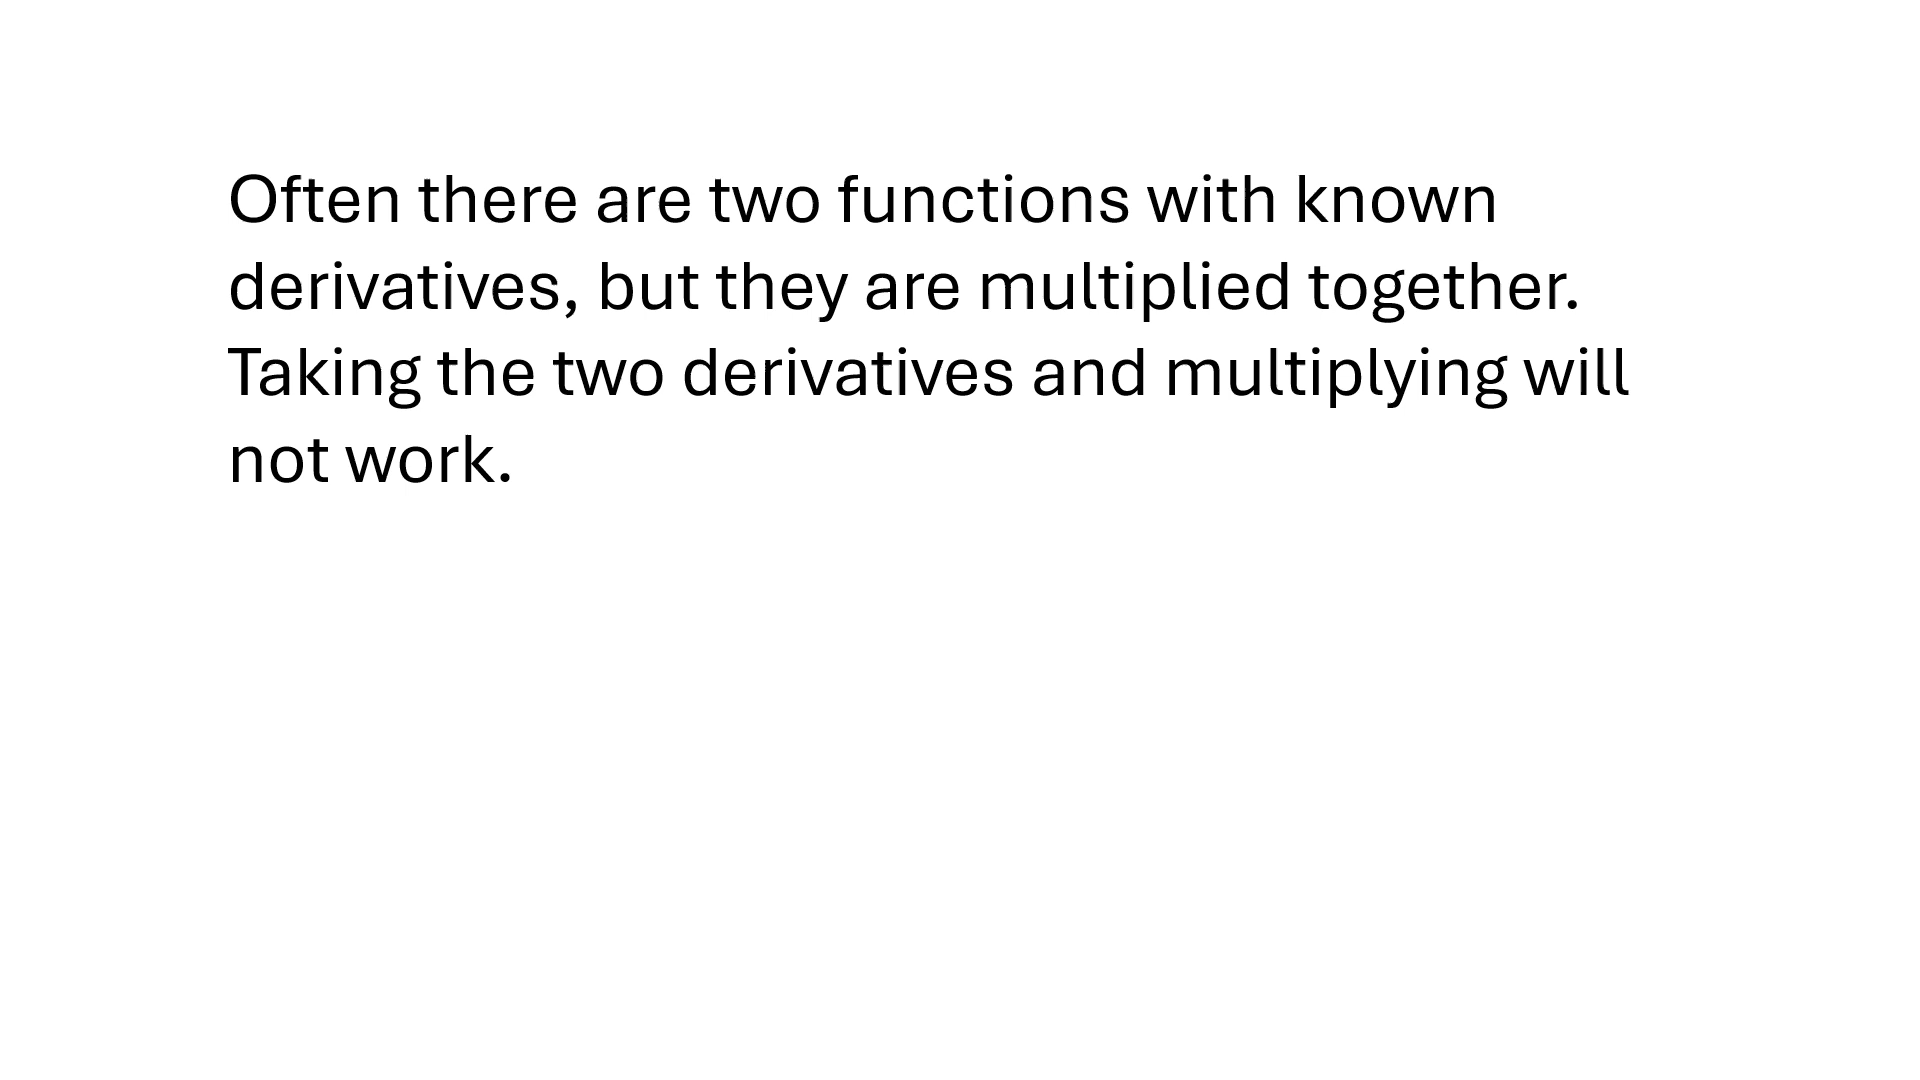 Often there are two functions with known
derivatives, but they are multiplied together.
Taking the two derivatives and multiplying will
not work.